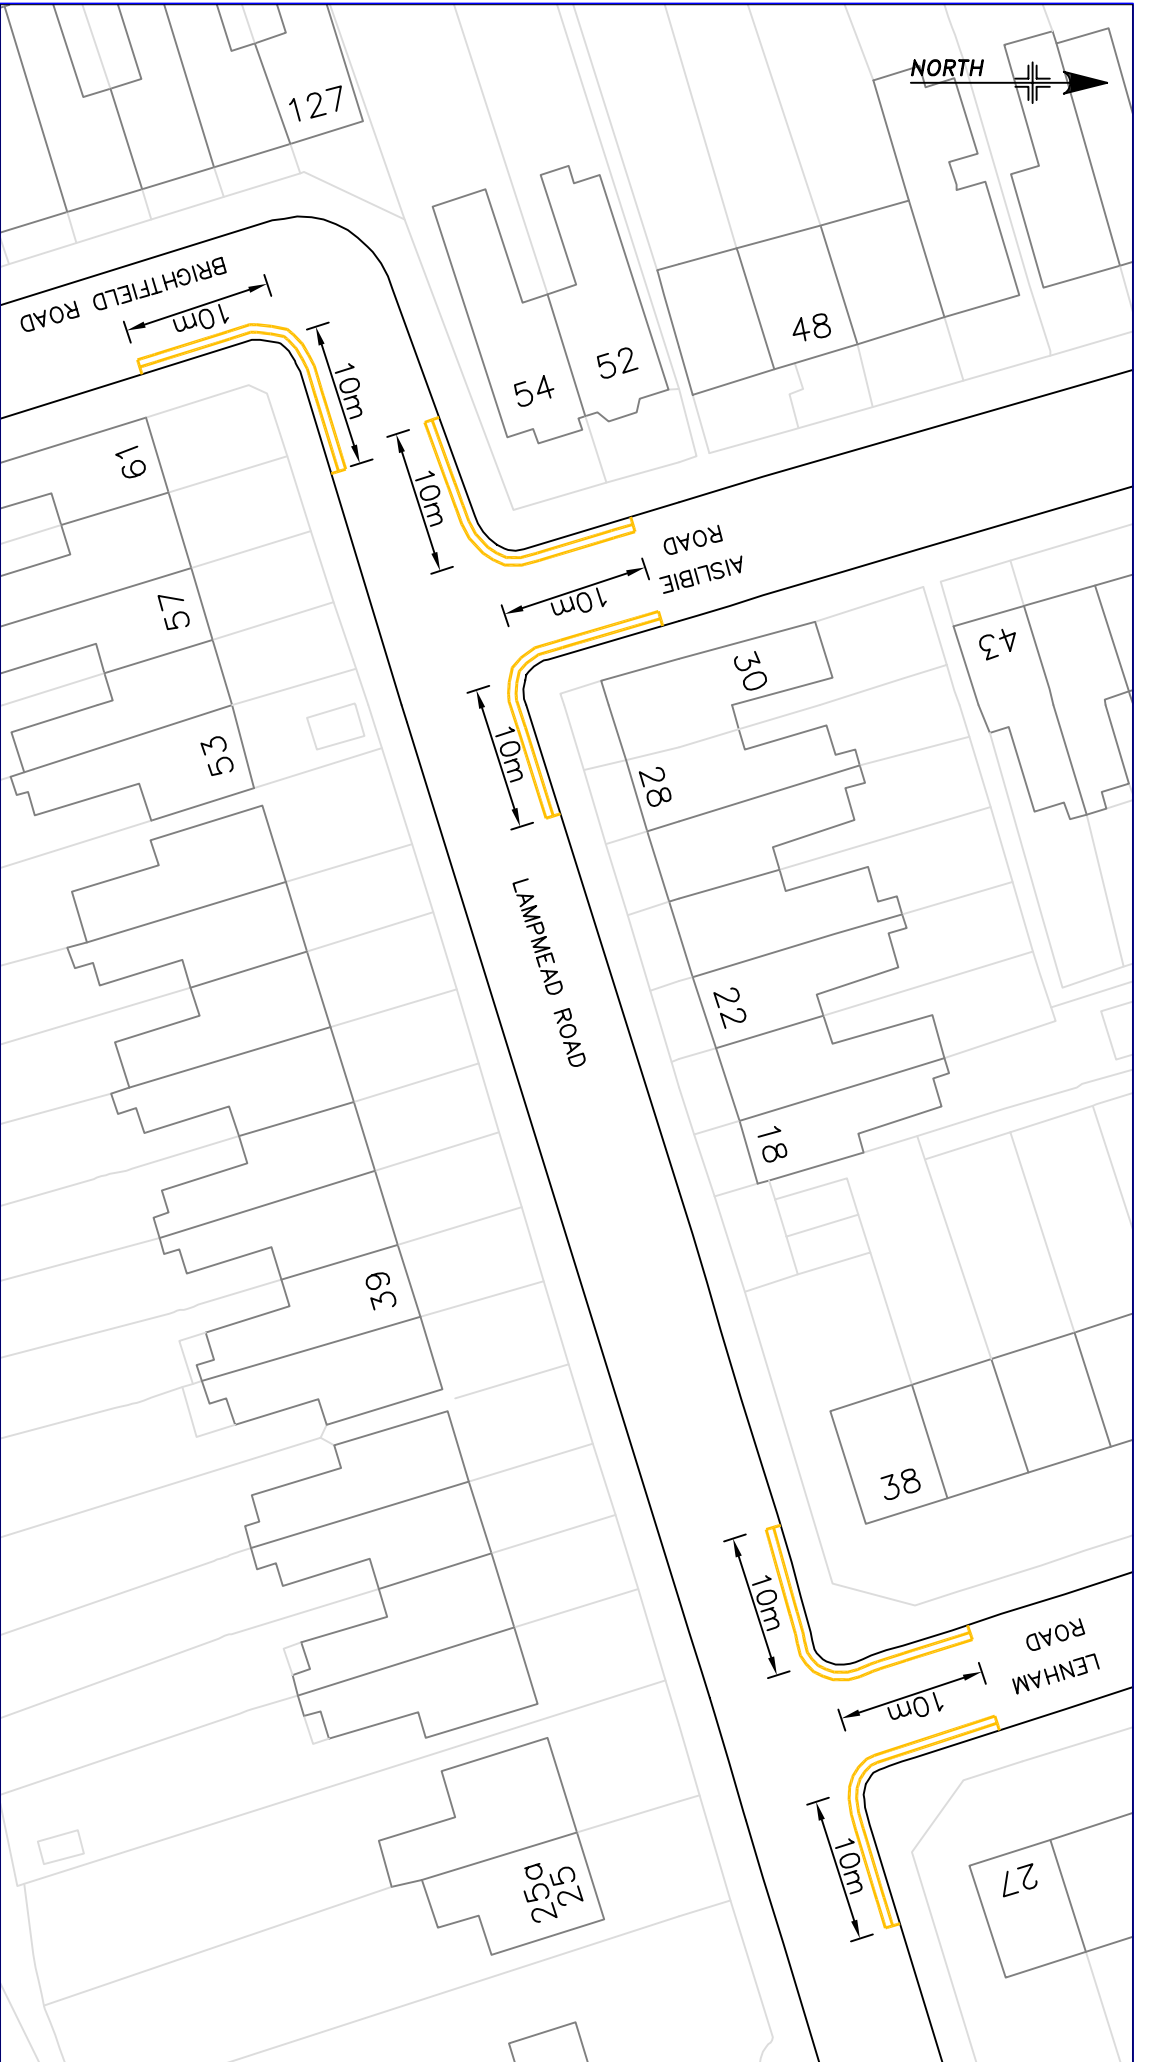 127
NORTH
BRIGHTFIELD ROAD
10m
10m
48
52
54
10m
61
AISLIBIE
ROAD
10m
57
43
30
53
10m
28
LAMPMEAD ROAD
22
18
39
38
10m
LENHAM
ROAD
10m
10m
27
25a
25